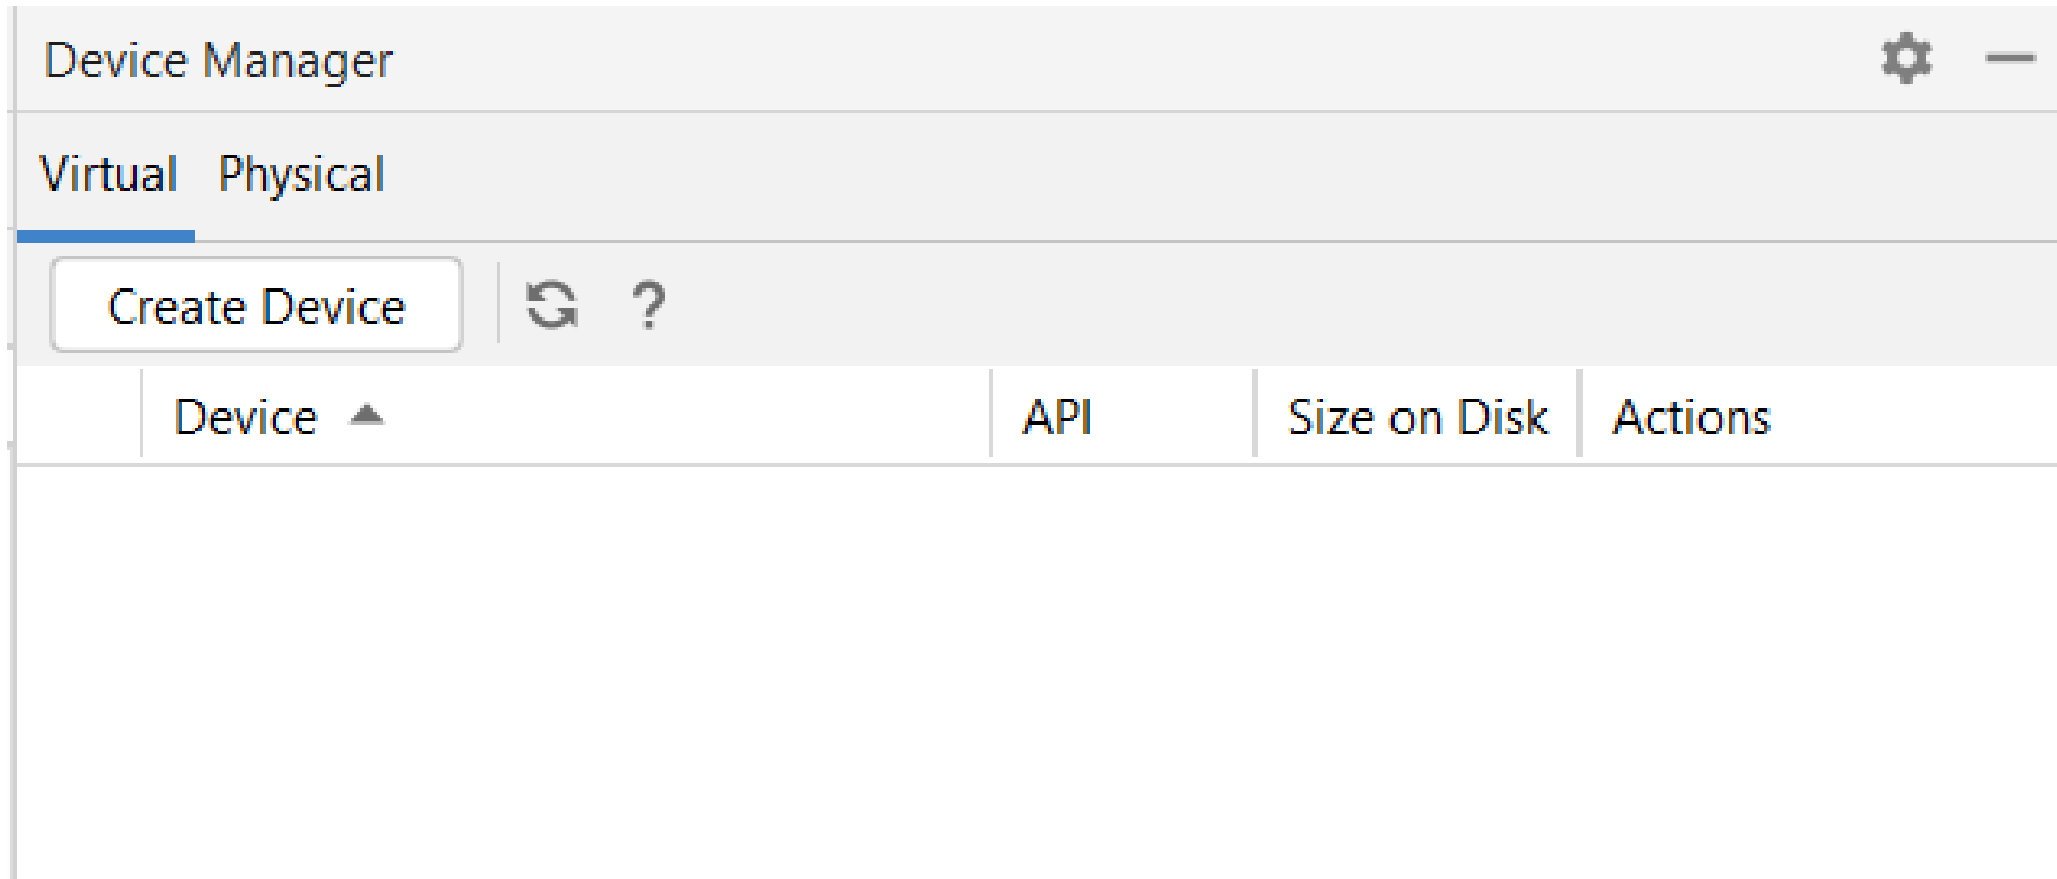 Device Manager
Virtual Physical
Create Device ?
Device API Size on Disk Actions